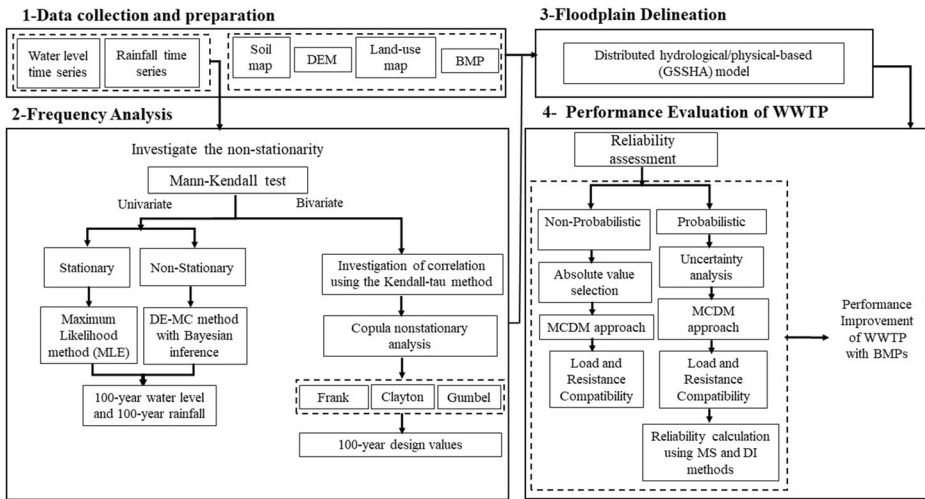 1-Data collection and preparation
Water level
time series
Rainfall time
series
Soil
map
DEM
Land-use
map
BMP
3-Floodplain Delineation
Distributed hydrological/physical-based
(GSSHA) model
2-Frequency Analysis
Investigate the non-stationarity
Mann-Kendall test
Univariate
Bivariate
Stationary
Non-Stationary
Maximum
Likelihood
method (MLE)
DE-MC method
with Bayesian
inference
100-year water level
and 100-year rainfall
Investigation of correlation
using the Kendall-tau method
Copula nonstationary
analysis
Frank
Clayton
Gumbel
100-year design values
4- Performance Evaluation of WWTP
Reliability
assessment
Non-Probabilistic
Absolute value
selection
MCDM approach
Load and
Resistance
Compatibility
Probabilistic
Uncertainty
analysis
MCDM
approach
Load and
Resistance
Compatibility
Reliability calculation
using MS and DI
methods
Performance
Improvement
of WWTP
with BMPs